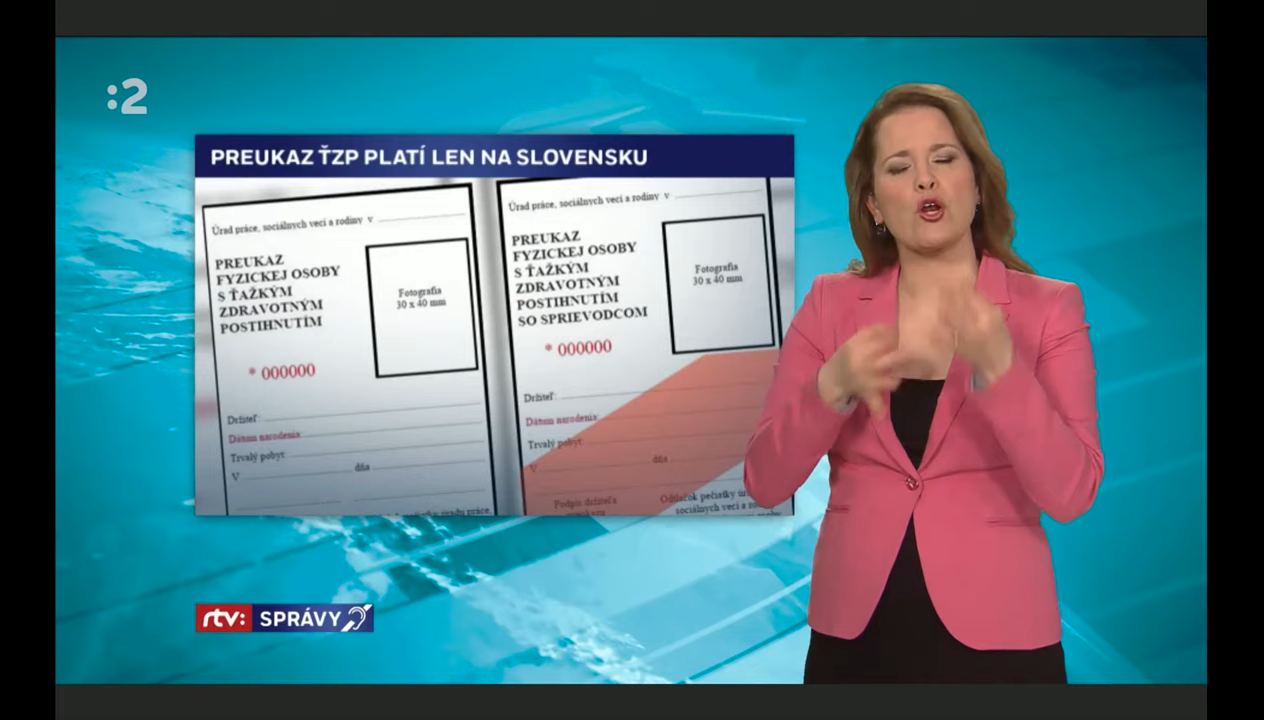 :2
PREUKAZ ŤZP PLATÍ LEN NA SLOVENSKU
Úrad práce, sociálnych vecí a rodiny v
PREUKAZ
FYZICKEJ OSOBY
S ŤAŽKÝM
ZDRAVOTNÝM
POSTIHNUTÍM
Fotografia
30 x 40 mm
* 000000
Držiteľ:
Dátum narodenia:
Trvalý pobyt:
V dňa
úradu práce,
Úrad práce, sociálnych vecí a rodiny v
PREUKAZ
FYZICKEJ OSOBY
S ŤAŽKÝM
ZDRAVOTNÝM
POSTIHNUTÍM
SO SPRIEVODCOM
Fotografia
30 x 40 mm
* 000000
Držiteľ:
Dátum narodenia:
Trvalý pobyt:
V dňa
Podpis držiteľa
Odtlačok pečiatky
sociálnych vecí a
rtv: SPRÁVY